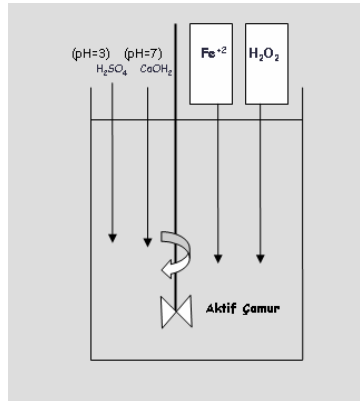 (pH=3) (pH=7)
H₂SO₄ CaOH₂
Fe⁺²
H₂O₂
Aktif Çamur